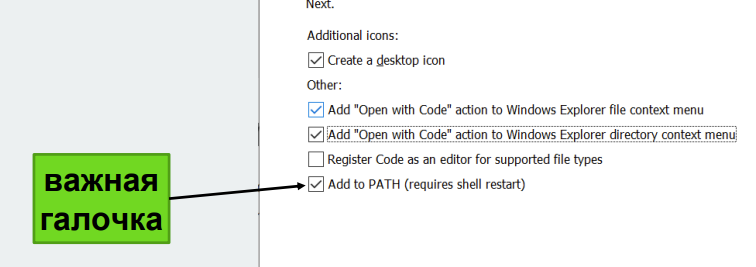 Next.
Additional icons:
Create a desktop icon
Other:
Add "Open with Code" action to Windows Explorer file context menu
Add "Open with Code" action to Windows Explorer directory context menu
Register Code as an editor for supported file types
Add to PATH (requires shell restart)
важная
галочка